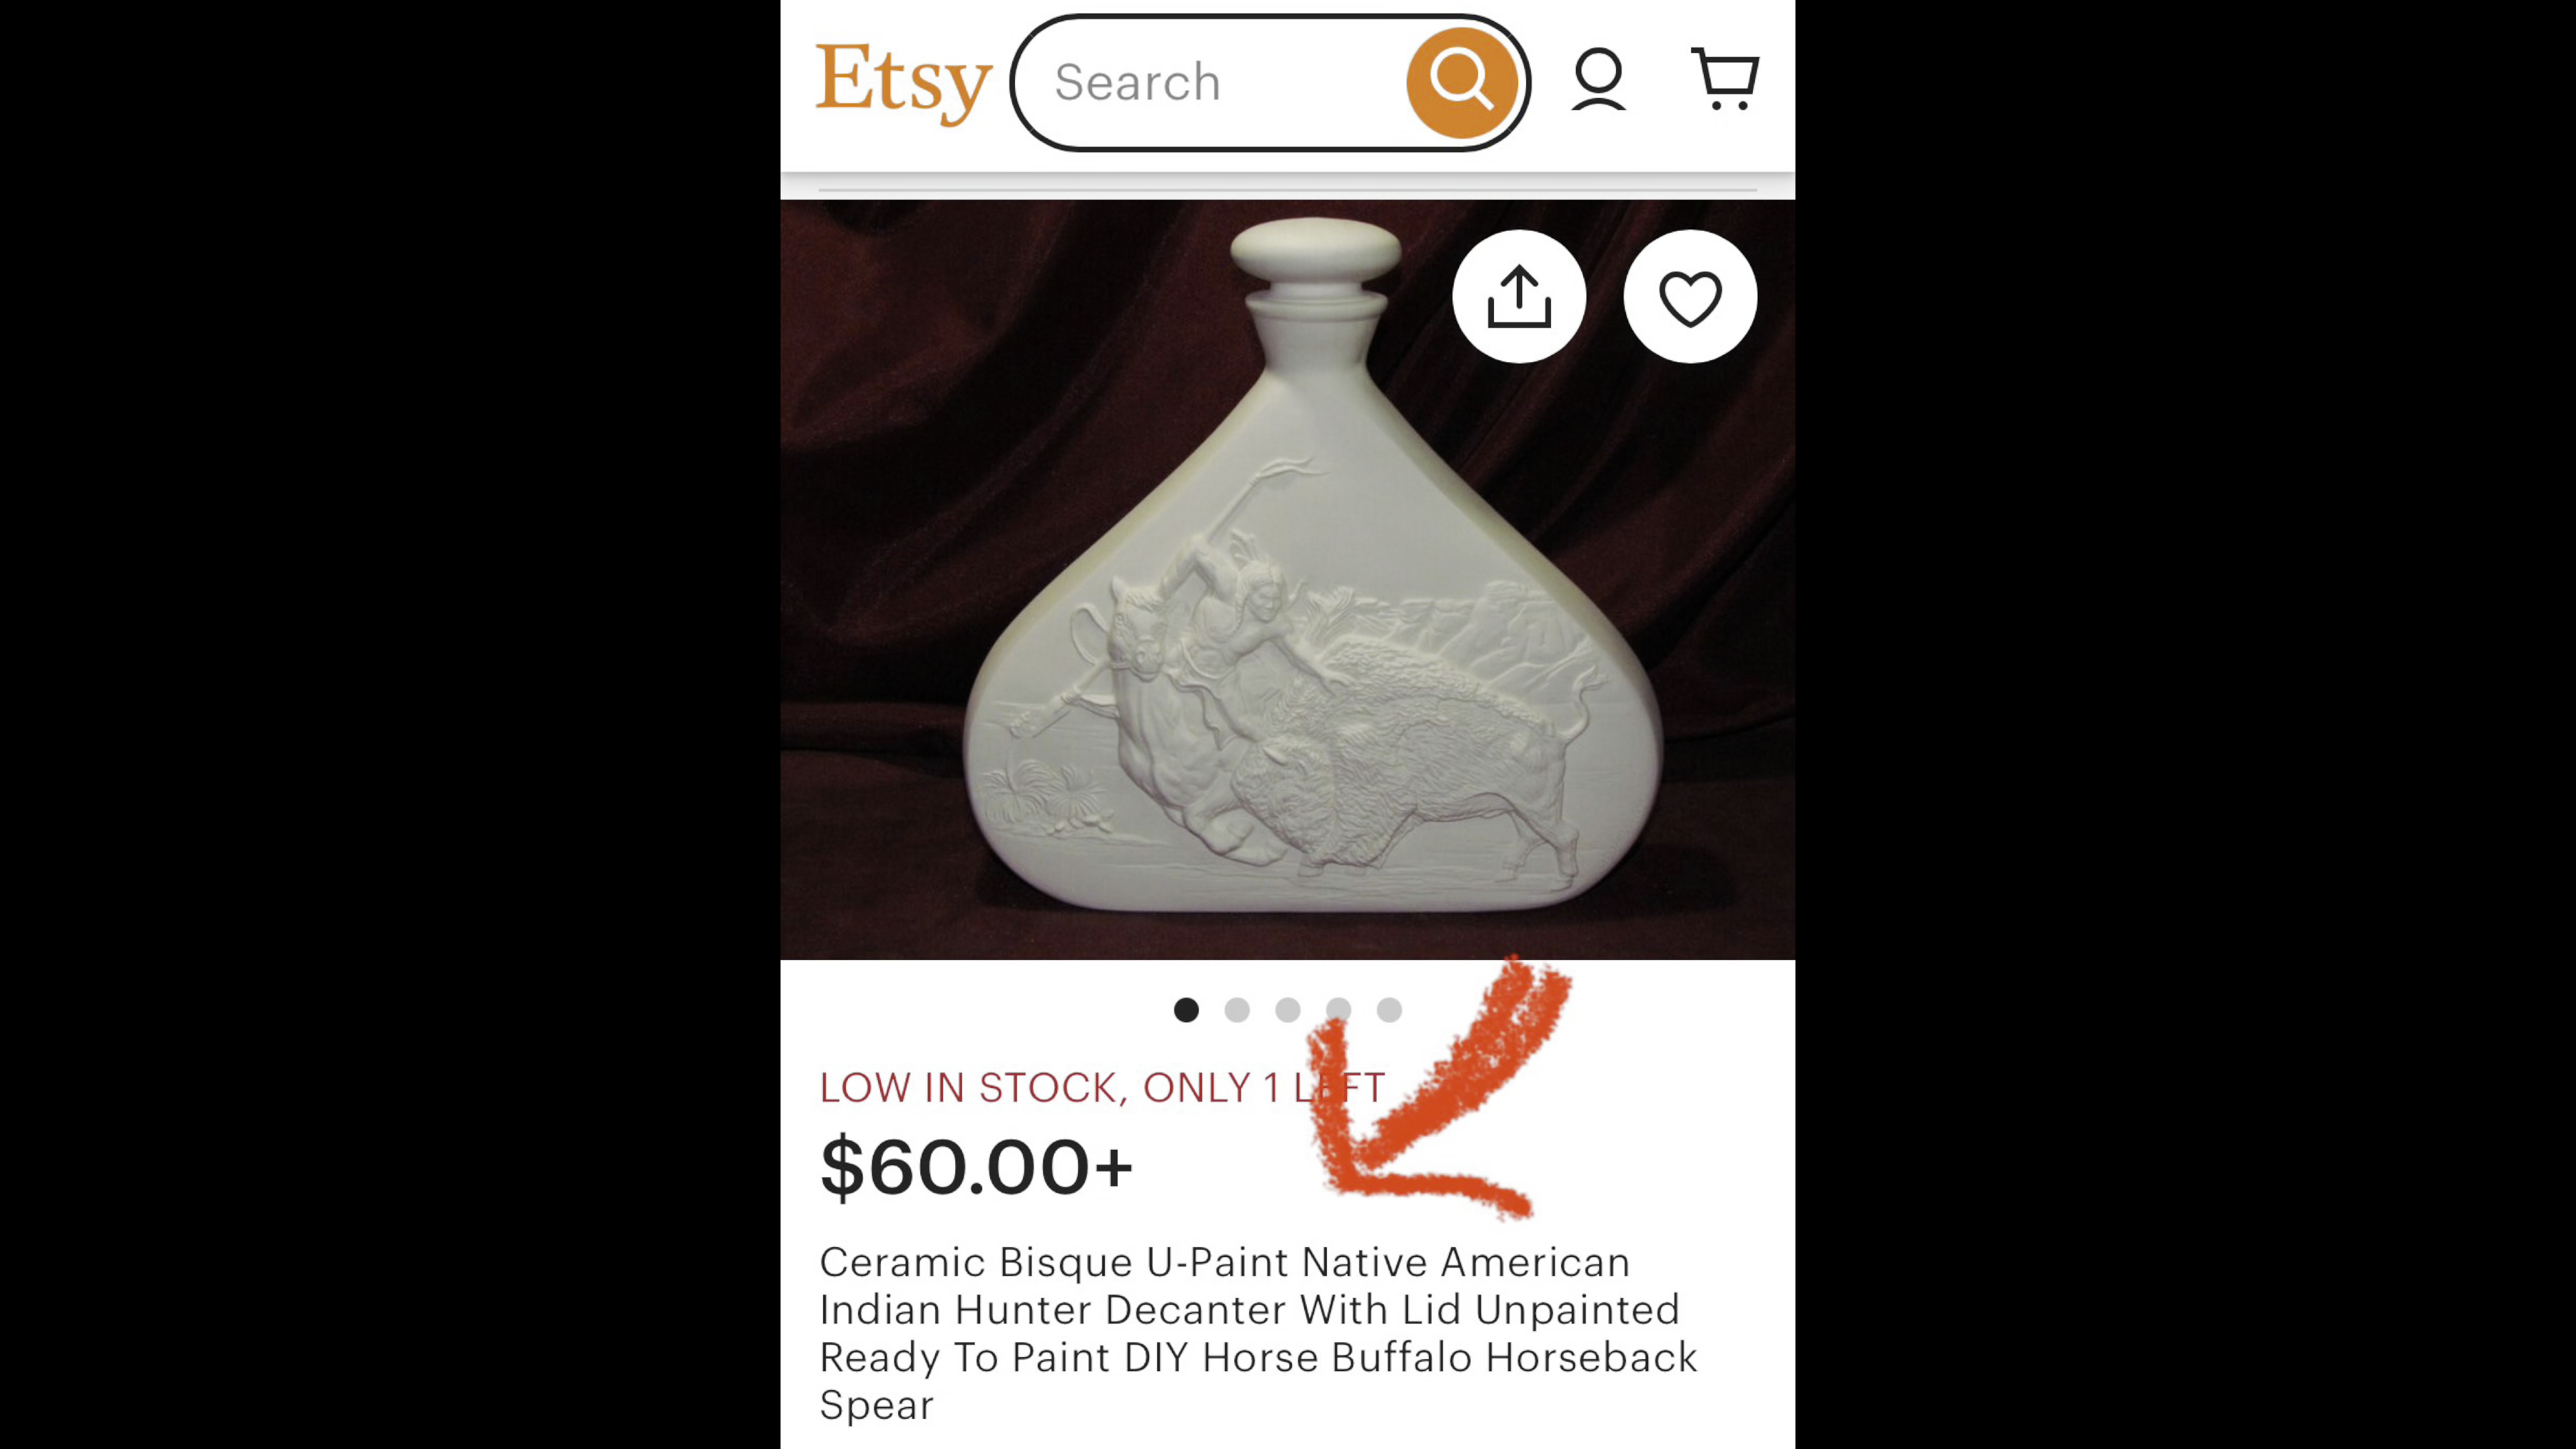 Etsy
Search
LOW IN STOCK, ONLY 1 LEFT
$60.00+
Ceramic Bisque U-Paint Native American
Indian Hunter Decanter With Lid Unpainted
Ready To Paint DIY Horse Buffalo Horseback
Spear